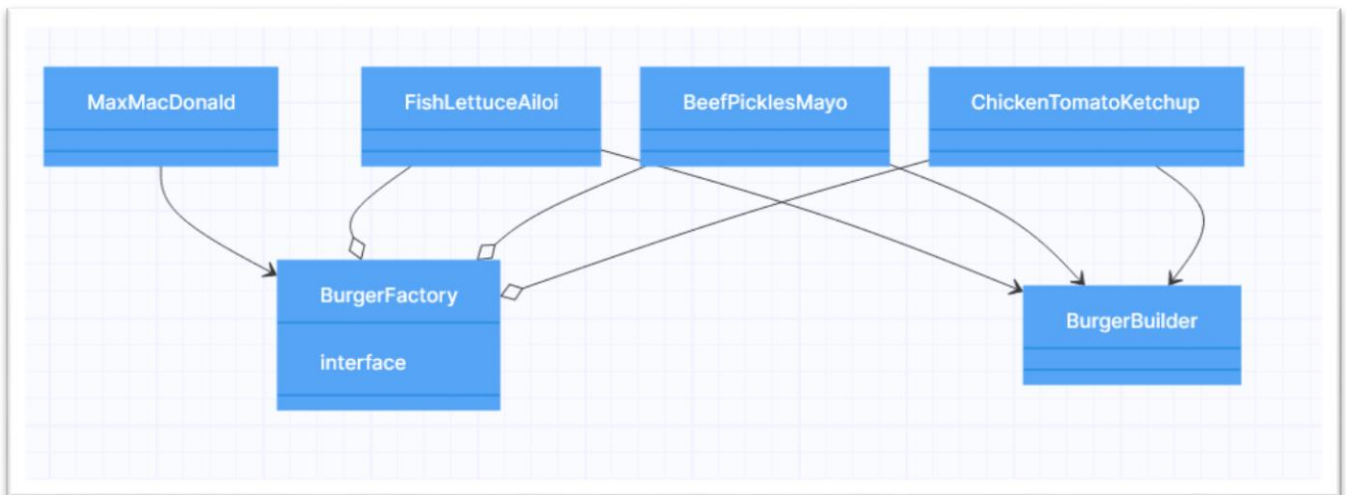 MaxMacDonald
FishLettuceAiloi
BeefPicklesMayo
ChickenTomatoKetchup
BurgerFactory
interface
BurgerBuilder